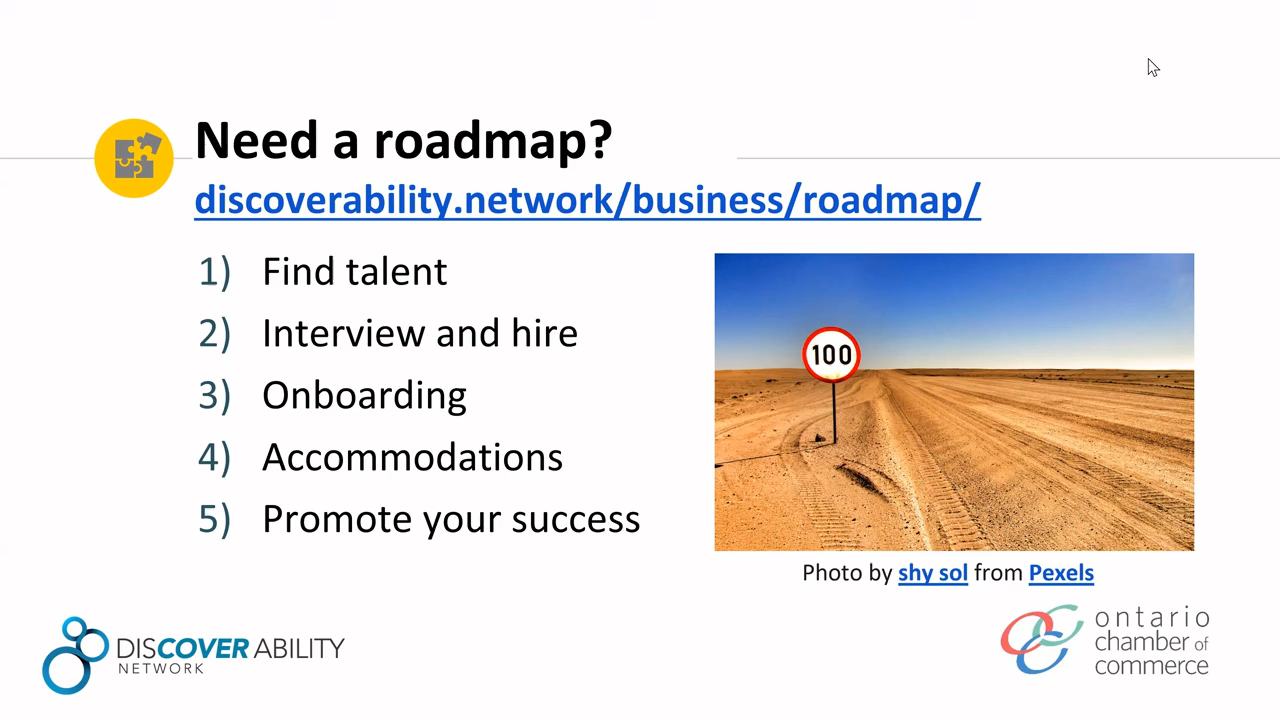 Need a roadmap?
discoverability.network/business/roadmap/
1) Find talent
2) Interview and hire
3) Onboarding
4) Accommodations
5) Promote your success
100
Photo by shy sol from Pexels
DISCOVER ABILITY
NETWORK
ontario
chamber of
commerce